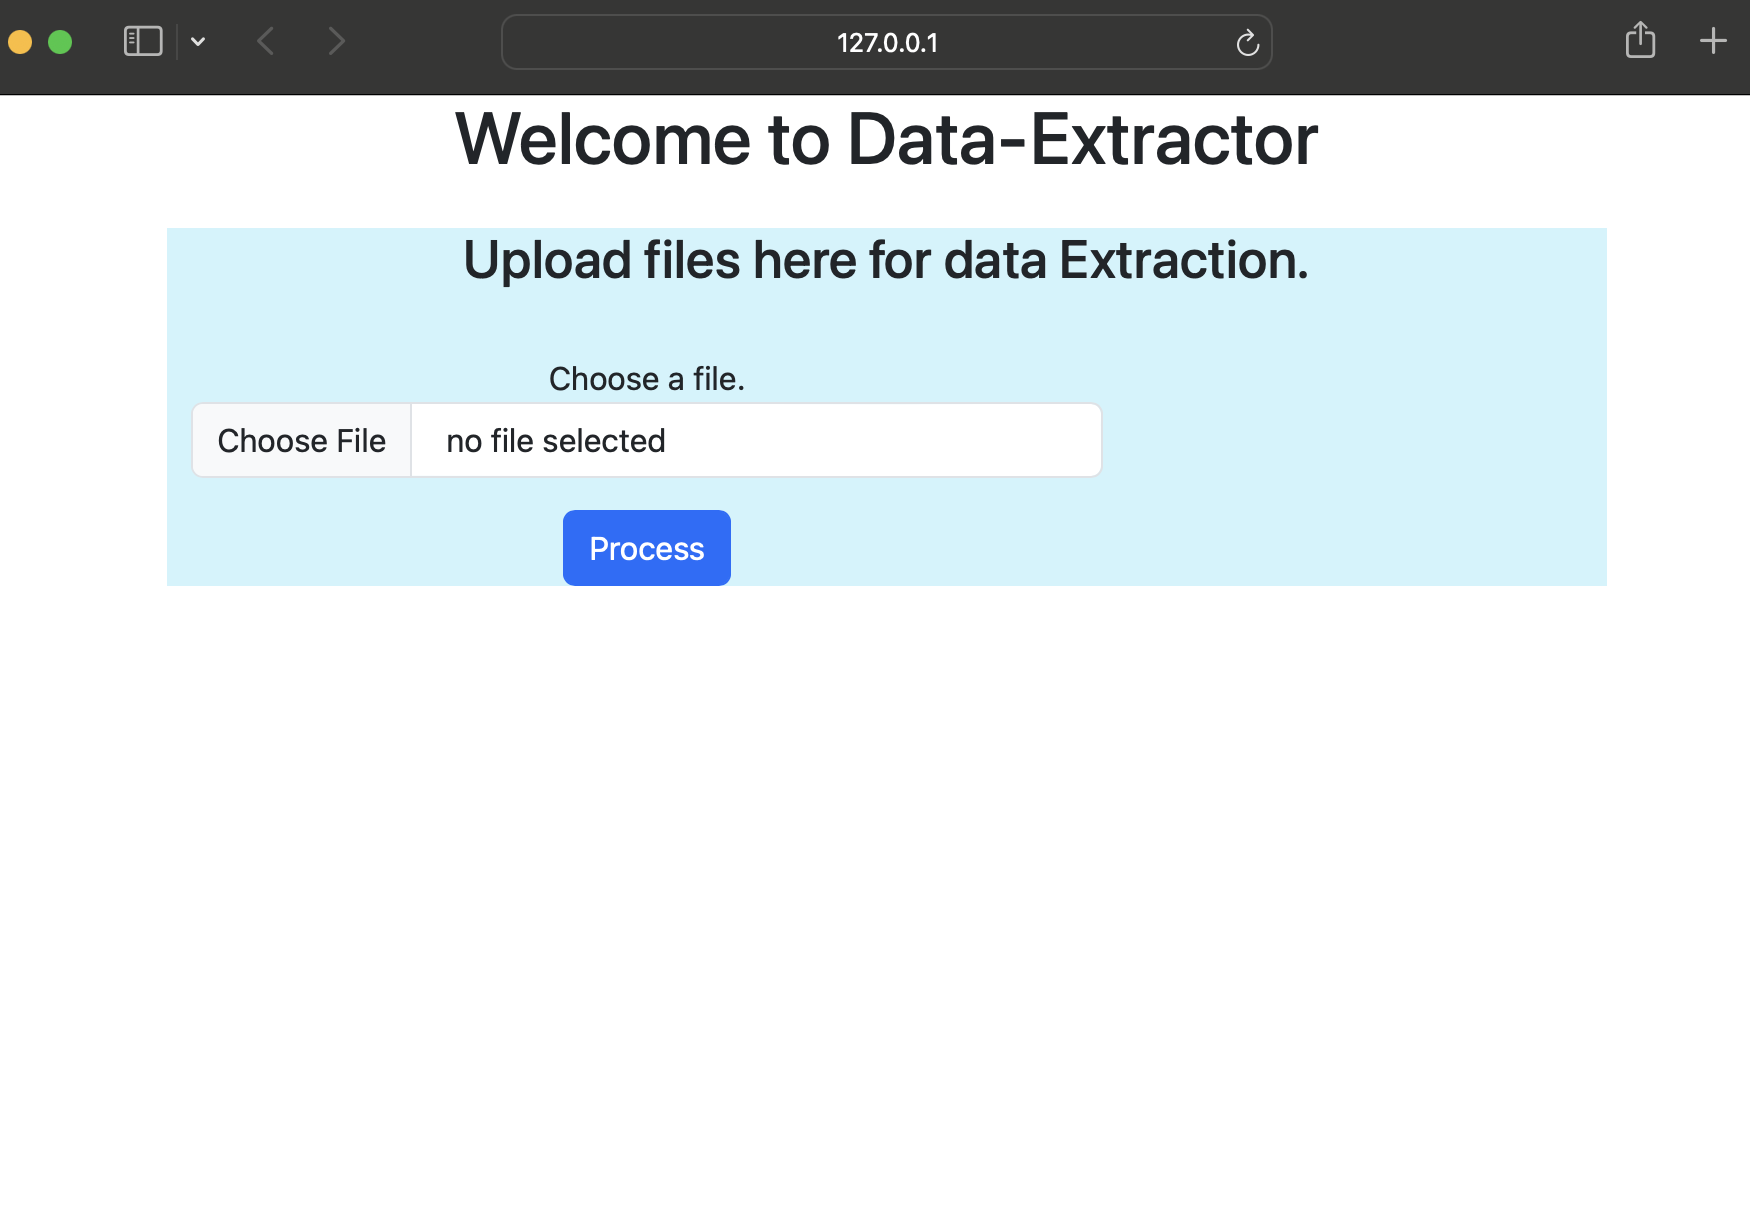 127.0.0.1
Welcome to Data-Extractor
Upload files here for data Extraction.
Choose a file.
Choose File no file selected
Process